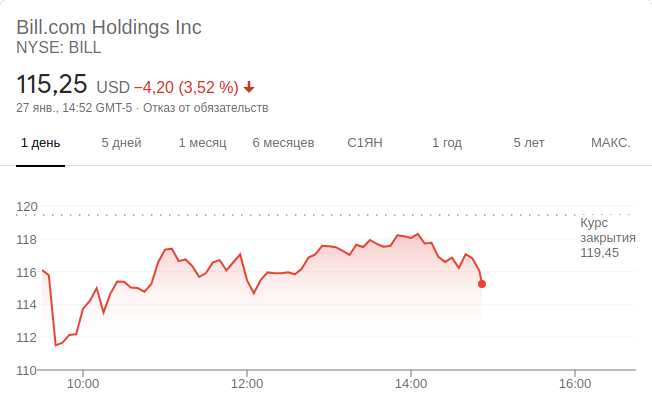 Bill.com Holdings Inc
NYSE: BILL
115,25 USD −4,20 (3,52 %)
27 янв., 14:52 GMT-5 · Отказ от обязательств
1 день 5 дней 1 месяц 6 месяцев С1ЯН 1 год 5 лет МАКС.
120
Курс
закрытия
119,45
118
116
114
112
110
10:00 12:00 14:00 16:00